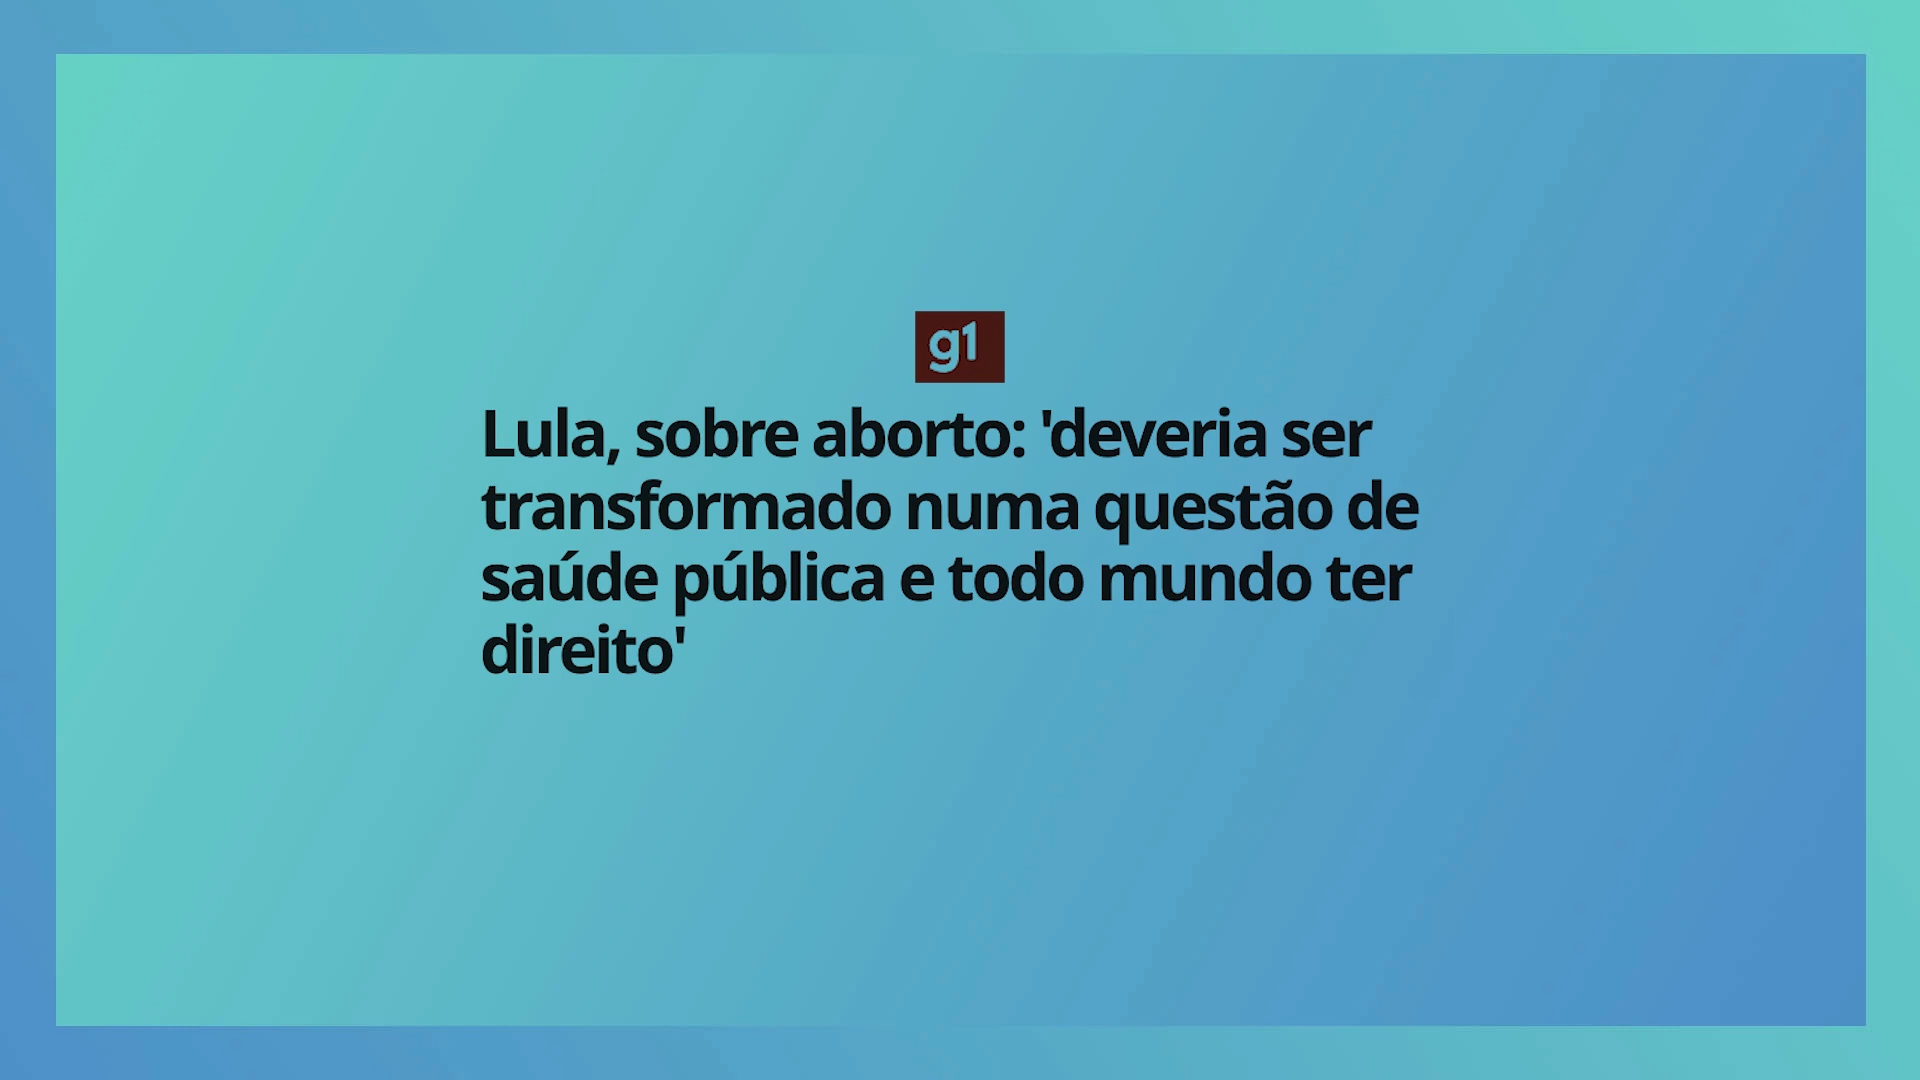 g1
Lula, sobre aborto: 'deveria ser
transformado numa questão de
saúde pública e todo mundo ter
direito'